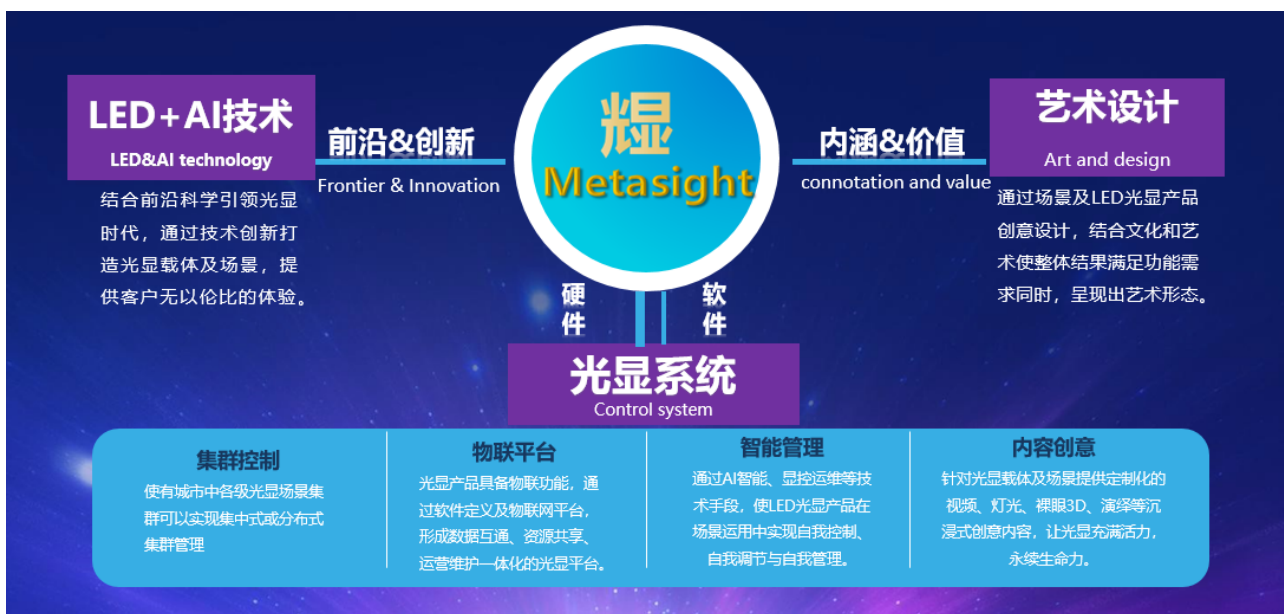 LED+AI技术
LED&AI technology
结合前沿科学引领光显
时代，通过技术创新打
造光显载体及场景，提
供客户无以伦比的体验。
前沿&创新
Frontier & Innovation
Metasight
内涵&价值
connotation and value
艺术设计
Art and design
通过场景及LED光显产品
创意设计，结合文化和艺
术使整体结果满足功能需
求同时，呈现出艺术形态。
硬件
软件
光显系统
Control system
集群控制
使有城市中各级光显场景集
群可以实现集中式或分布式
集群管理
物联平台
光显产品具备物联功能，通
过软件定义及物联网平台，
形成数据互通、资源共享、
运营维护一体化的光显平台。
智能管理
通过AI智能、显控运维等技
术手段，使LED光显产品在
场景运用中实现自我控制、
自我调节与自我管理。
内容创意
针对光显载体及场景提供定制化的
视频、灯光、裸眼3D、演绎等沉
浸式创意内容，让光显充满活力，
永续生命力。